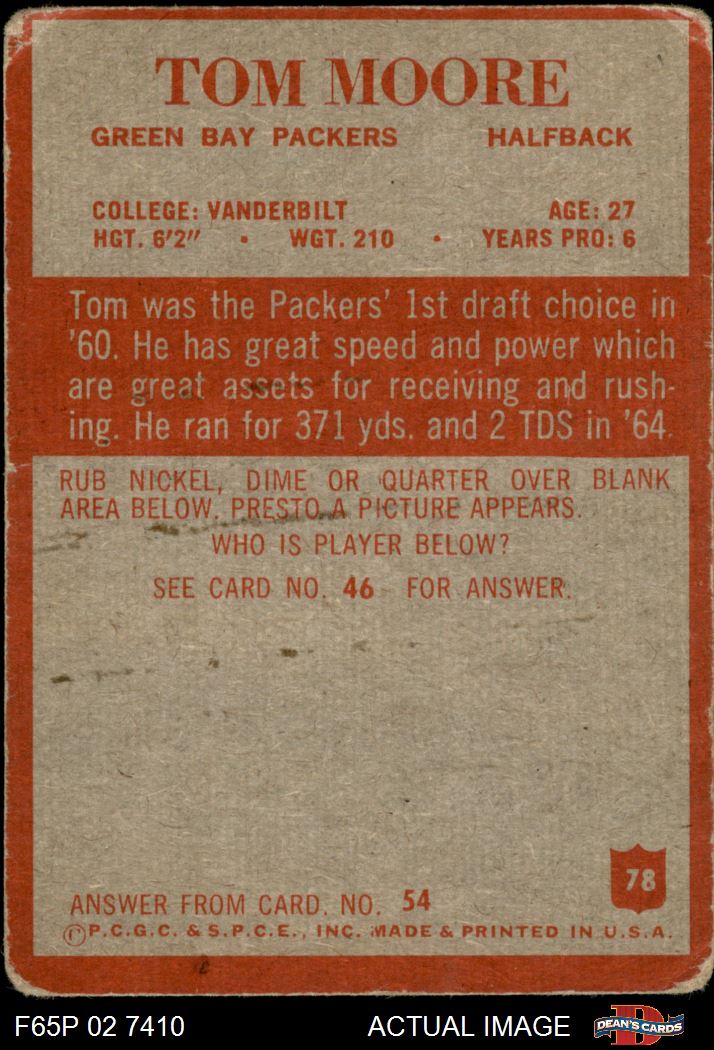 TOM MOORE
GREEN BAY PACKERS HALFBACK
COLLEGE: VANDERBILT AGE: 27
HGT. 6'2" • WGT. 210 • YEARS PRO: 6
Tom was the Packers' 1st draft choice in
'60. He has great speed and power which
are great assets for receiving and rush-
ing. He ran for 371 yds. and 2 TDS in '64.
RUB NICKEL, DIME OR QUARTER OVER BLANK
AREA BELOW. PRESTO A PICTURE APPEARS.
WHO IS PLAYER BELOW?
SEE CARD NO. 46 FOR ANSWER.
78
ANSWER FROM CARD. NO. 54
©P.C.G.C. & S.P.C.E., INC. MADE & PRINTED IN U.S.A.
F65P 02 7410 ACTUAL IMAGE D DEAN'S CARDS